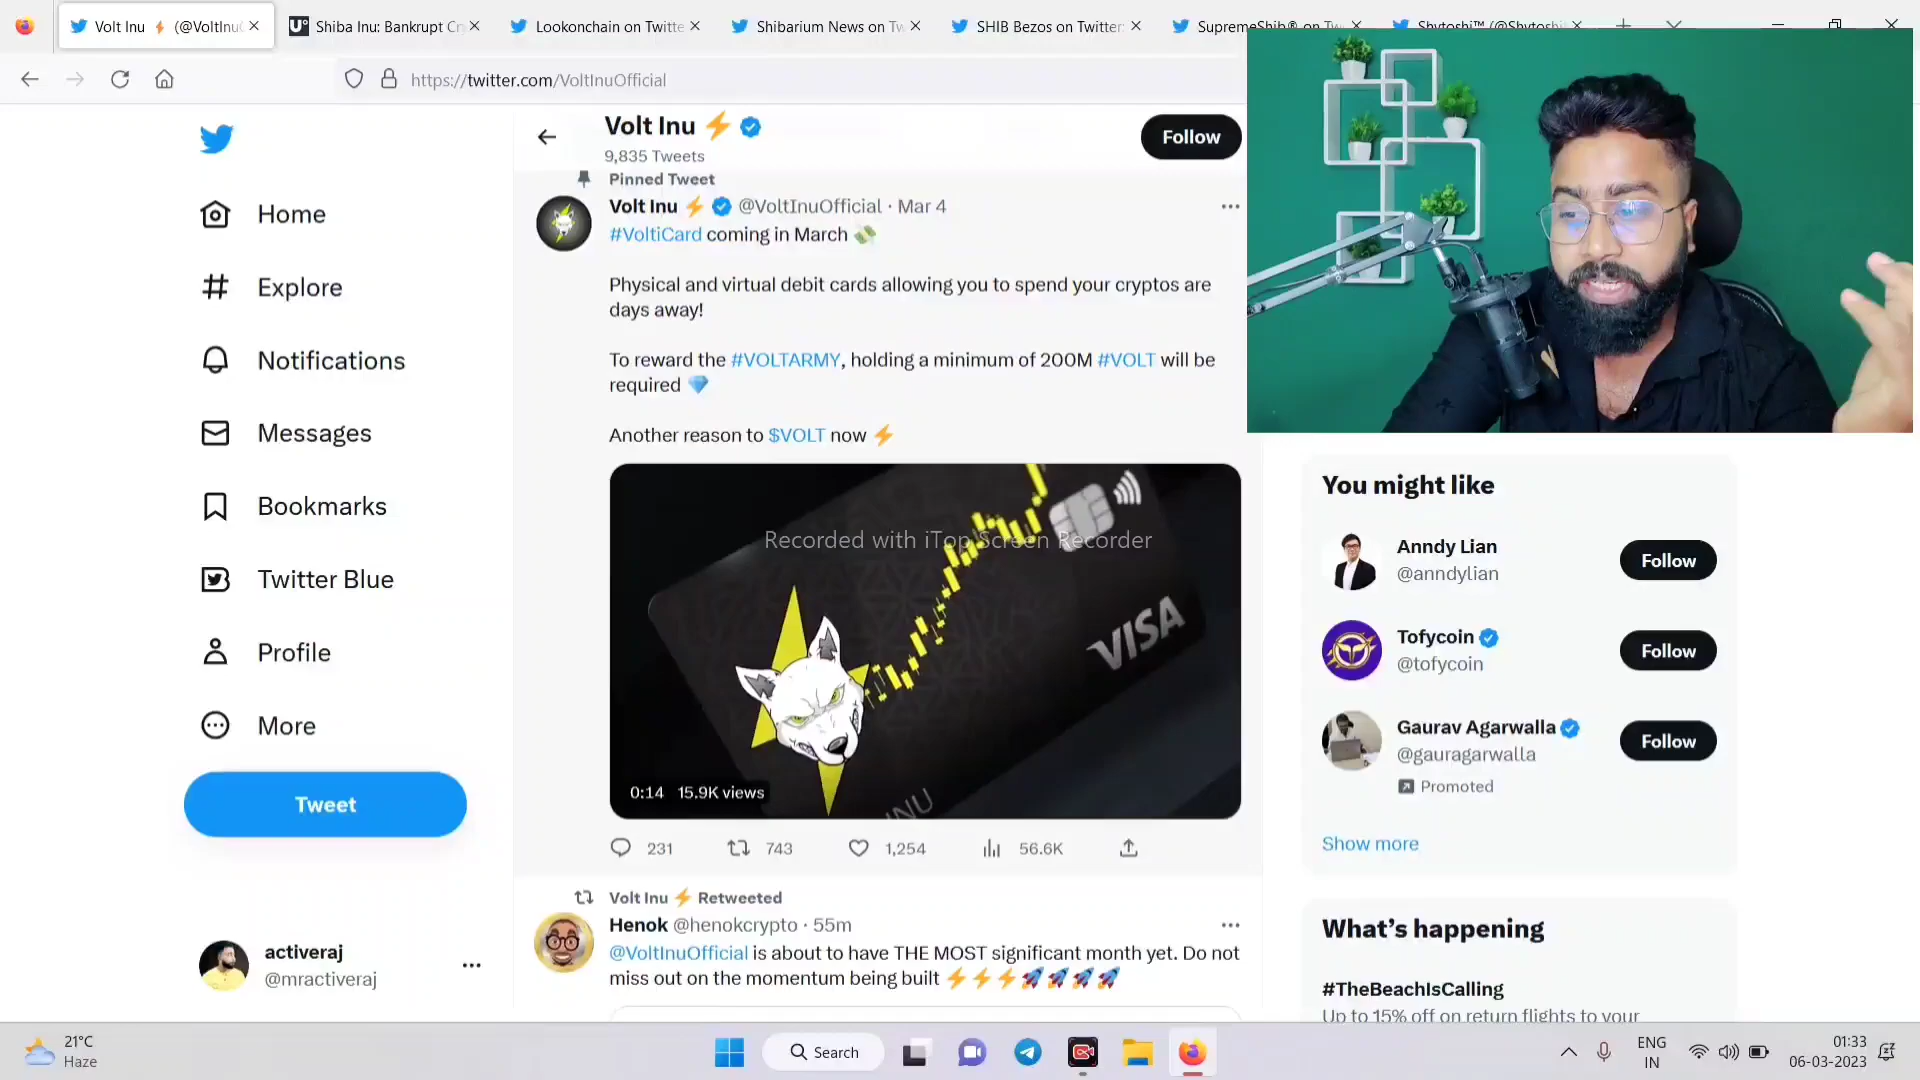 Volt Inu ⚡ (@VoltInuO
Shiba Inu: Bankrupt Cr
Lookonchain on Twitte
Shibarium News on Tw
SHIB Bezos on Twitter
SupremeShib® on Tw
Shytoshi™ (@Shytoshi
https://twitter.com/VoltInuOfficial
Volt Inu ⚡
9,835 Tweets
Follow
Home
Explore
Notifications
Messages
Bookmarks
Twitter Blue
Profile
More
Tweet
activeraj
@mractiveraj
Pinned Tweet
Volt Inu ⚡ @VoltInuOfficial · Mar 4
#VoltiCard coming in March 💸
Physical and virtual debit cards allowing you to spend your cryptos are
days away!
To reward the #VOLTARMY, holding a minimum of 200M #VOLT will be
required 💎
Another reason to $VOLT now ⚡
Recorded with iTop Screen Recorder
VISA
INU
0:14 15.9K views
231 743 1,254 56.6K
Volt Inu ⚡ Retweeted
Henok @henokcrypto · 55m
@VoltInuOfficial is about to have THE MOST significant month yet. Do not
miss out on the momentum being built ⚡⚡⚡🚀🚀🚀🚀
You might like
Anndy Lian
@anndylian
Follow
Tofycoin
@tofycoin
Follow
Gaurav Agarwalla
@gauragarwalla
Promoted
Follow
Show more
What's happening
#TheBeachIsCalling
Up to 15% off on return flights to your
21°C
Haze
Search
ENG
IN
01:33
06-03-2023